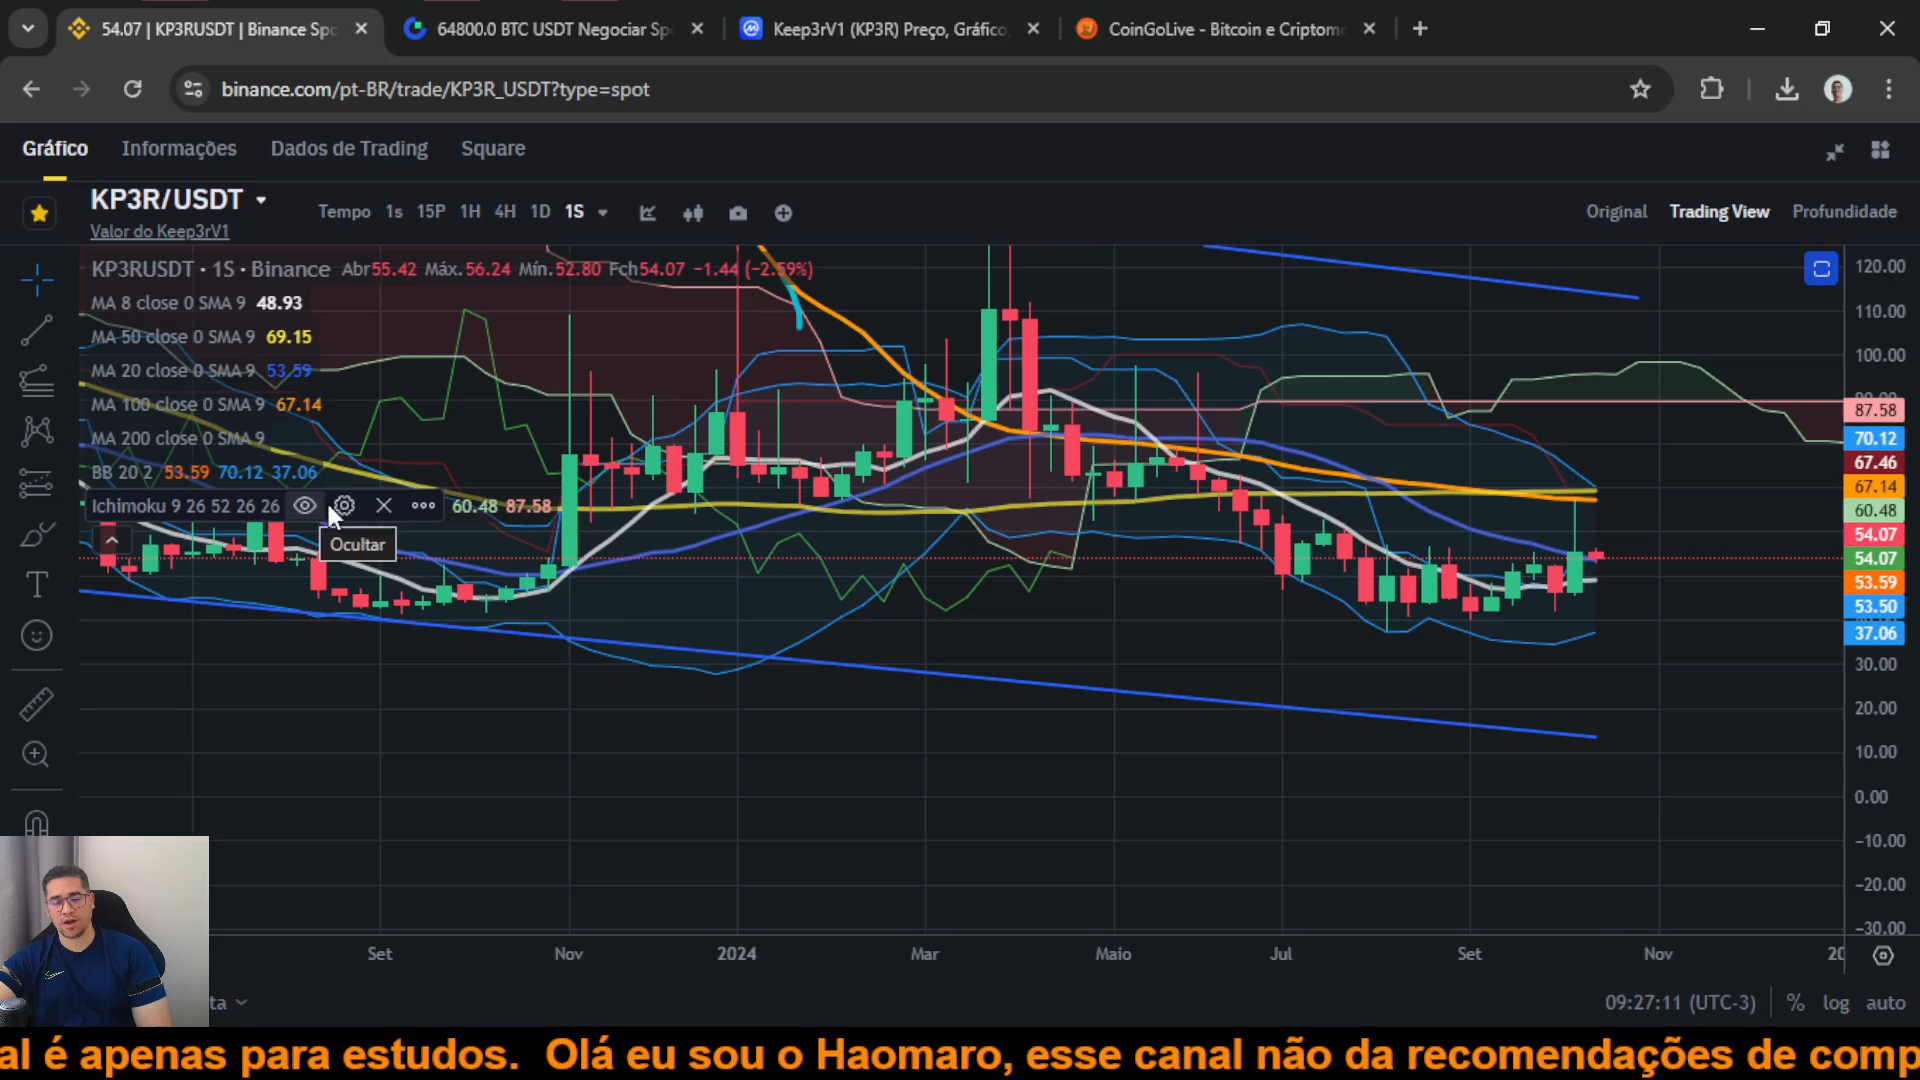 54.07 | KP3RUSDT | Binance Spo
64800.0 BTC USDT Negociar Sp
Keep3rV1 (KP3R) Preço, Gráfico
CoinGoLive - Bitcoin e Criptom
binance.com/pt-BR/trade/KP3R_USDT?type=spot
Gráfico Informações Dados de Trading Square
KP3R/USDT
Valor do Keep3rV1
Tempo 1s 15P 1H 4H 1D 1S
Original Trading View Profundidade
KP3RUSDT · 1S · Binance Abr55.42 Máx.56.24 Mín.52.80 Fch54.07 −1.44 (−2.59%)
MA 8 close 0 SMA 9 48.93
MA 50 close 0 SMA 9 69.15
MA 20 close 0 SMA 9 53.59
MA 100 close 0 SMA 9 67.14
MA 200 close 0 SMA 9
BB 20 2 53.59 70.12 37.06
Ichimoku 9 26 52 26 26 60.48 87.58
Ocultar
120.00
110.00
100.00
87.58
70.12
67.46
67.14
60.48
54.07
54.07
53.59
53.50
37.06
30.00
20.00
10.00
0.00
−10.00
−20.00
−30.00
Set Nov 2024 Mar Maio Jul Set Nov 20
ta
09:27:11 (UTC-3) % log auto
al é apenas para estudos. Olá eu sou o Haomaro, esse canal não da recomendações de comp